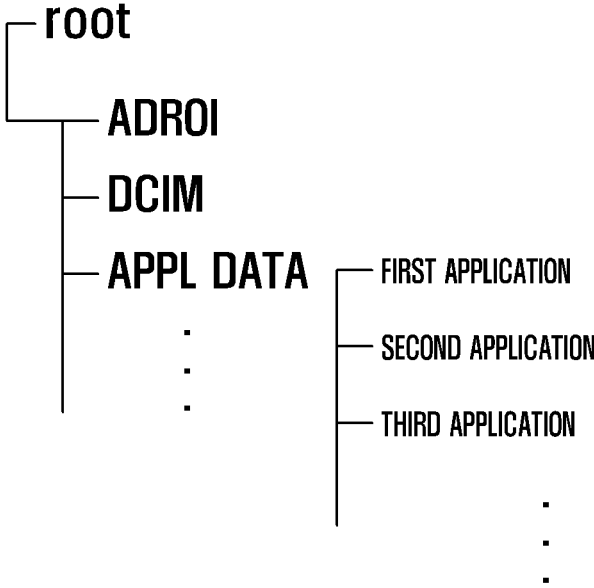 root
ADROI
DCIM
APPL DATA
FIRST APPLICATION
SECOND APPLICATION
THIRD APPLICATION